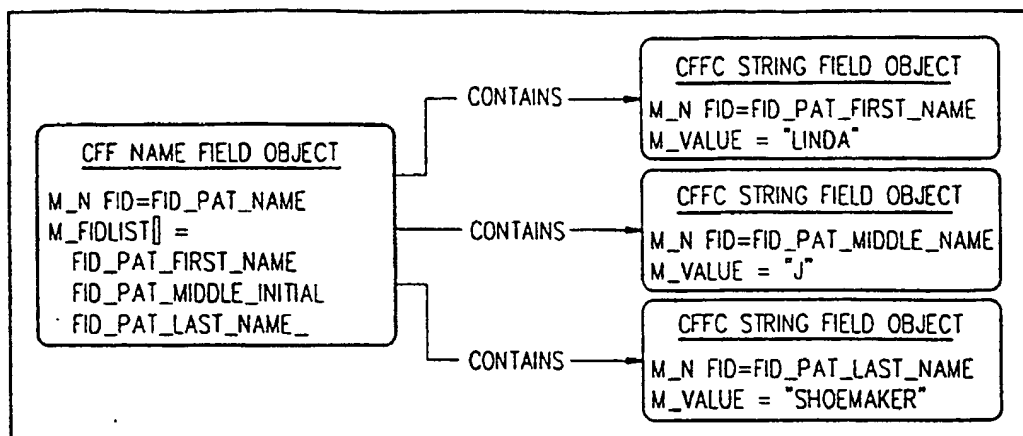 CFF NAME FIELD OBJECT
M_N FID=FID_PAT_NAME
M_FIDLIST[] =
FID_PAT_FIRST_NAME
FID_PAT_MIDDLE_INITIAL
FID_PAT_LAST_NAME_
CONTAINS
CFFC STRING FIELD OBJECT
M_N FID=FID_PAT_FIRST_NAME
M_VALUE = "LINDA"
CONTAINS
CFFC STRING FIELD OBJECT
M_N FID=FID_PAT_MIDDLE_NAME
M_VALUE = "J"
CONTAINS
CFFC STRING FIELD OBJECT
M_N FID=FID_PAT_LAST_NAME
M_VALUE = "SHOEMAKER"